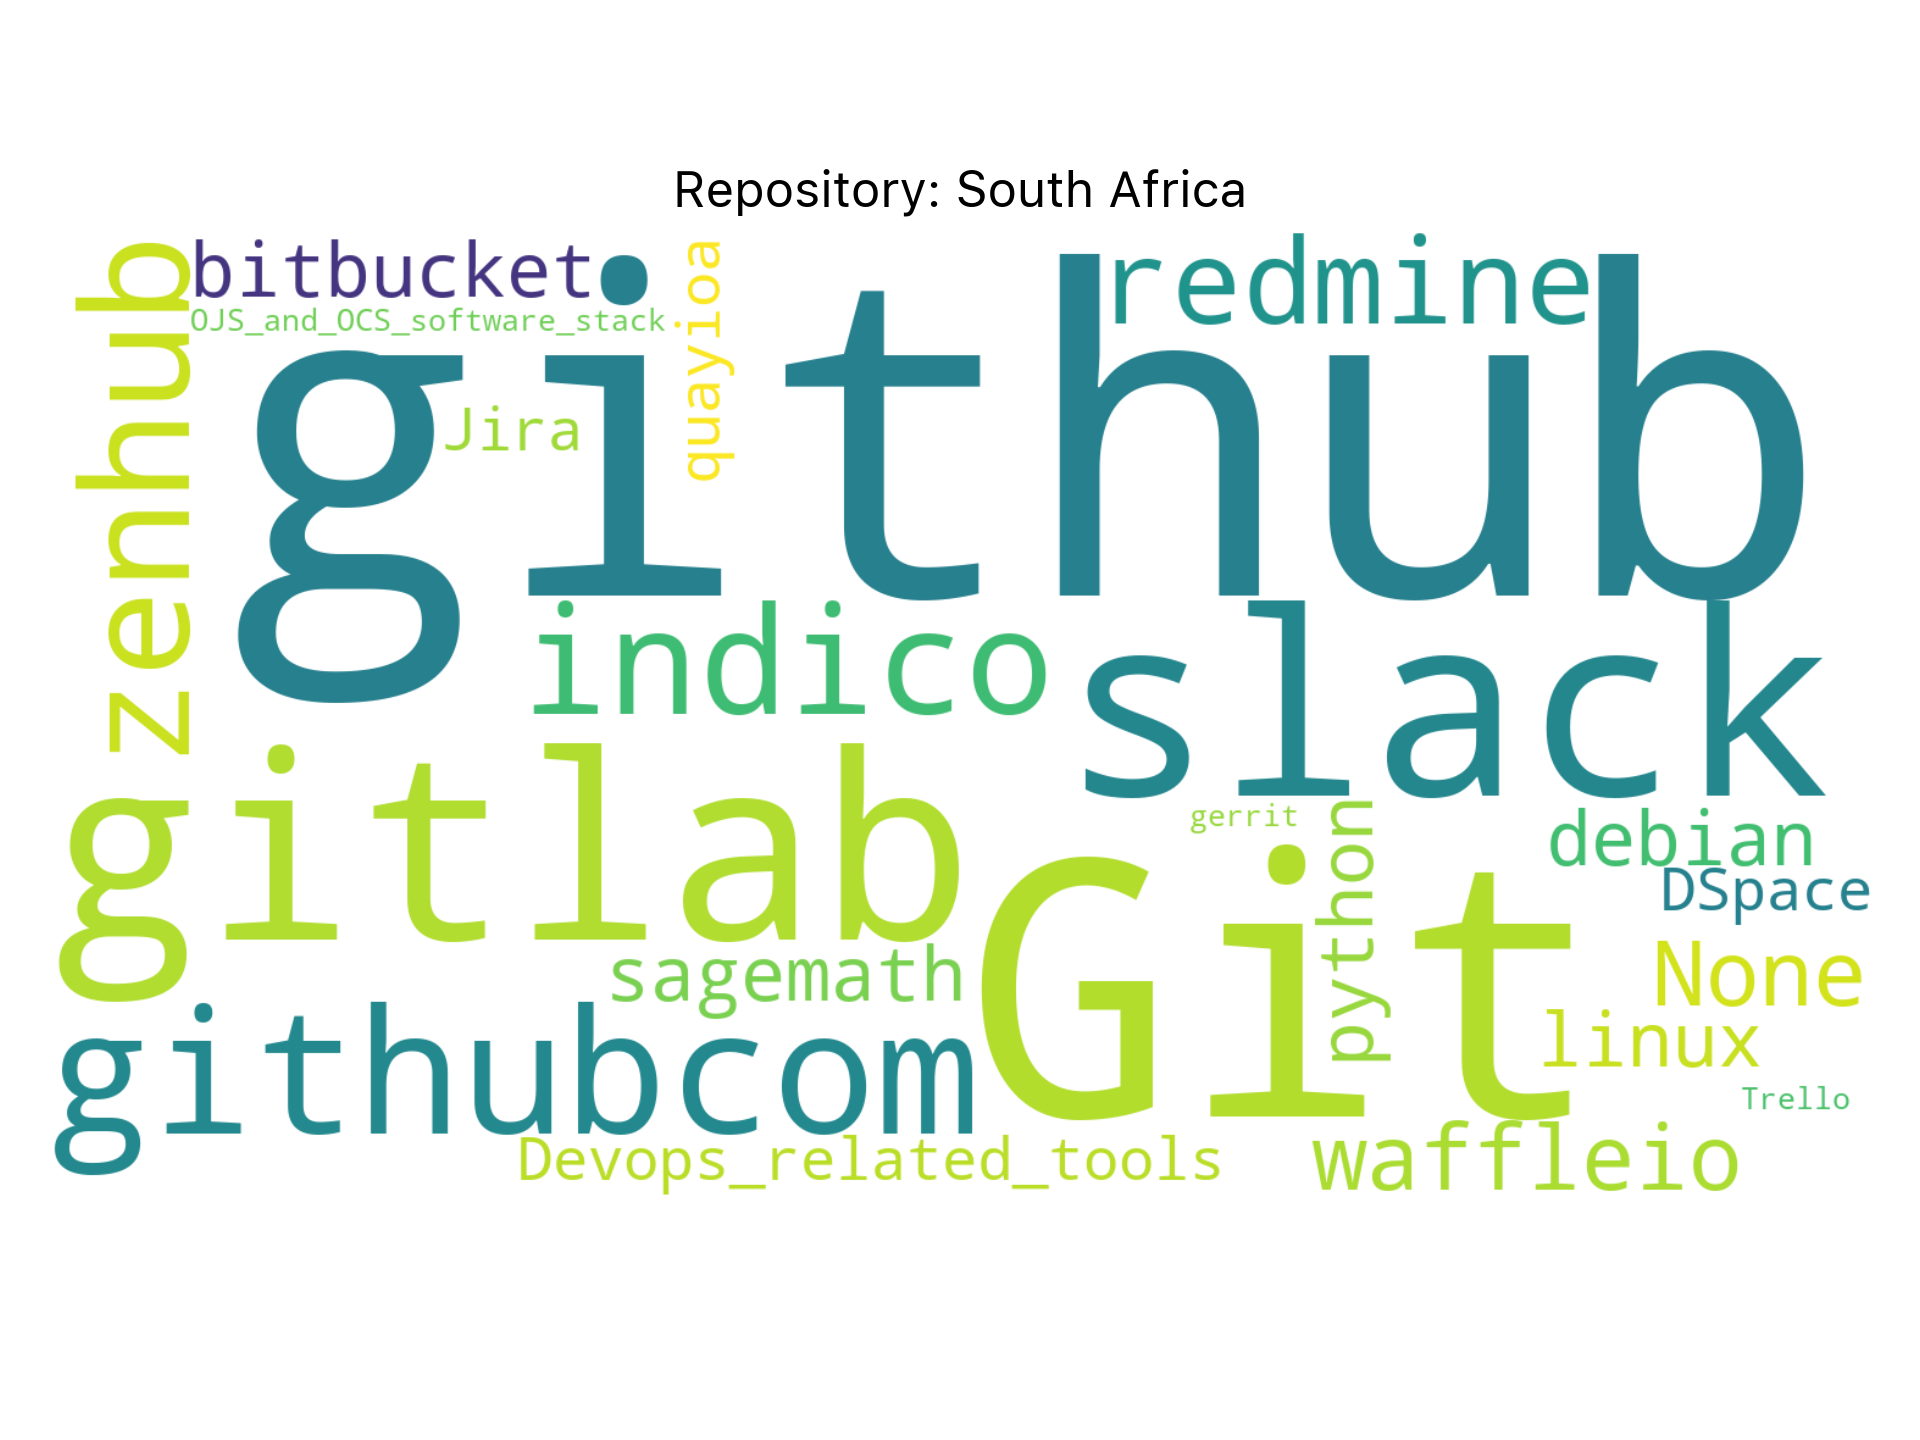 Repository: South Africa
bitbucket
redmine
OJS_and_OCS_software_stack
quayioa
zenhub
github
Jira
indico
slack
gitlab
gerrit
python
debian
DSpace
Git
sagemath
None
linux
githubcom
Trello
Devops_related_tools
waffleio